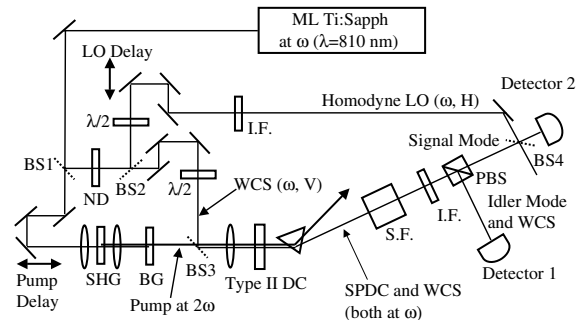 ML Ti:Sapph
at ω (λ=810 nm)
LO Delay
Detector 2
λ/2
I.F.
Homodyne LO (ω, H)
Signal Mode
BS4
BS1
ND
BS2
λ/2
WCS (ω, V)
PBS
I.F.
S.F.
Idler Mode
and WCS
Pump
Delay
SHG
BG
BS3
Type II DC
Pump at 2ω
Detector 1
SPDC and WCS
(both at ω)